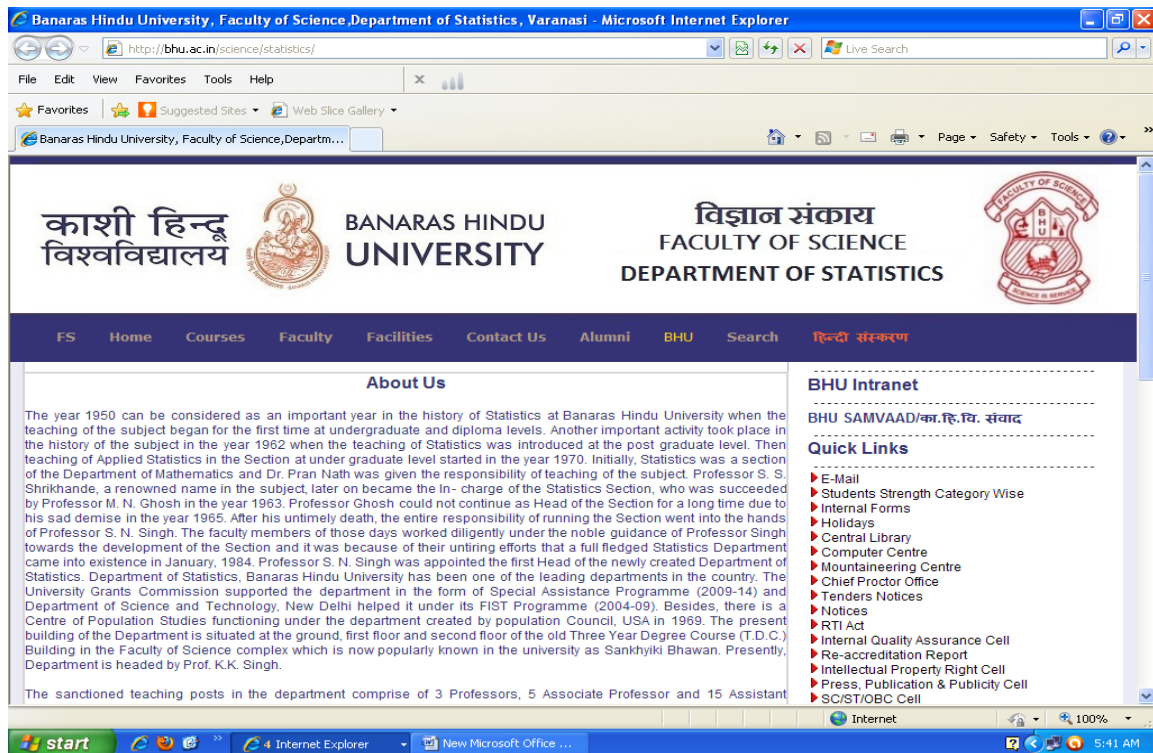 Banaras Hindu University, Faculty of Science,Department of Statistics, Varanasi - Microsoft Internet Explorer
http://bhu.ac.in/science/statistics/
Live Search
File Edit View Favorites Tools Help
Favorites Suggested Sites Web Slice Gallery
Banaras Hindu University, Faculty of Science,Departm...
Page Safety Tools
काशी हिन्दू
विश्वविद्यालय
BANARAS HINDU
UNIVERSITY
विज्ञान संकाय
FACULTY OF SCIENCE
DEPARTMENT OF STATISTICS
FACULTY OF SCIENCE
BHU
SCIENCE IS SERVICE
FS Home Courses Faculty Facilities Contact Us Alumni BHU Search हिन्दी संस्करण
About Us
The year 1950 can be considered as an important year in the history of Statistics at Banaras Hindu University when the
teaching of the subject began for the first time at undergraduate and diploma levels. Another important activity took place in
the history of the subject in the year 1962 when the teaching of Statistics was introduced at the post graduate level. Then
teaching of Applied Statistics in the Section at under graduate level started in the year 1970. Initially, Statistics was a section
of the Department of Mathematics and Dr. Pran Nath was given the responsibility of teaching of the subject. Professor S. S.
Shrikhande, a renowned name in the subject, later on became the In- charge of the Statistics Section, who was succeeded
by Professor M. N. Ghosh in the year 1963. Professor Ghosh could not continue as Head of the Section for a long time due to
his sad demise in the year 1965. After his untimely death, the entire responsibility of running the Section went into the hands
of Professor S. N. Singh. The faculty members of those days worked diligently under the noble guidance of Professor Singh
towards the development of the Section and it was because of their untiring efforts that a full fledged Statistics Department
came into existence in January, 1984. Professor S. N. Singh was appointed the first Head of the newly created Department of
Statistics. Department of Statistics, Banaras Hindu University has been one of the leading departments in the country. The
University Grants Commission supported the department in the form of Special Assistance Programme (2009-14) and
Department of Science and Technology, New Delhi helped it under its FIST Programme (2004-09). Besides, there is a
Centre of Population Studies functioning under the department created by population Council, USA in 1969. The present
building of the Department is situated at the ground, first floor and second floor of the old Three Year Degree Course (T.D.C.)
Building in the Faculty of Science complex which is now popularly known in the university as Sankhyiki Bhawan. Presently,
Department is headed by Prof. K.K. Singh.
The sanctioned teaching posts in the department comprise of 3 Professors, 5 Associate Professor and 15 Assistant
BHU Intranet
BHU SAMVAAD/का.हि.वि. संवाद
Quick Links
E-Mail
Students Strength Category Wise
Internal Forms
Holidays
Central Library
Computer Centre
Mountaineering Centre
Chief Proctor Office
Tenders Notices
Notices
RTI Act
Internal Quality Assurance Cell
Re-accreditation Report
Intellectual Property Right Cell
Press, Publication & Publicity Cell
SC/ST/OBC Cell
Internet 100%
start 4 Internet Explorer New Microsoft Office ... 5:41 AM